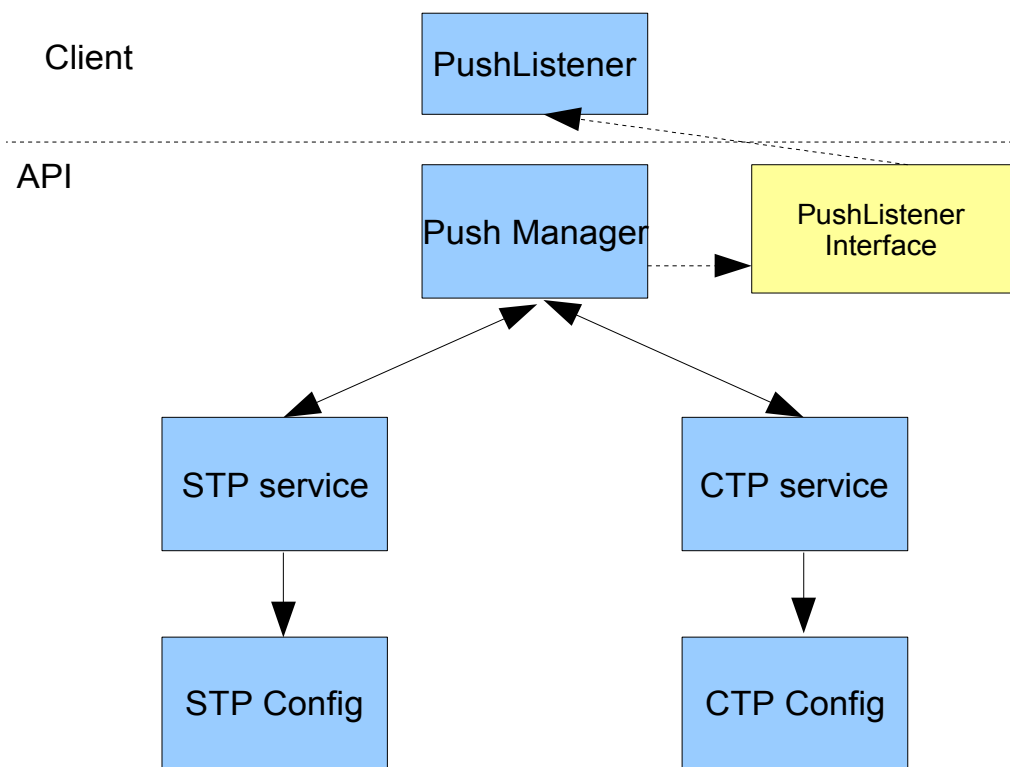 Client
PushListener
API
Push Manager
PushListener
Interface
STP service
CTP service
STP Config
CTP Config